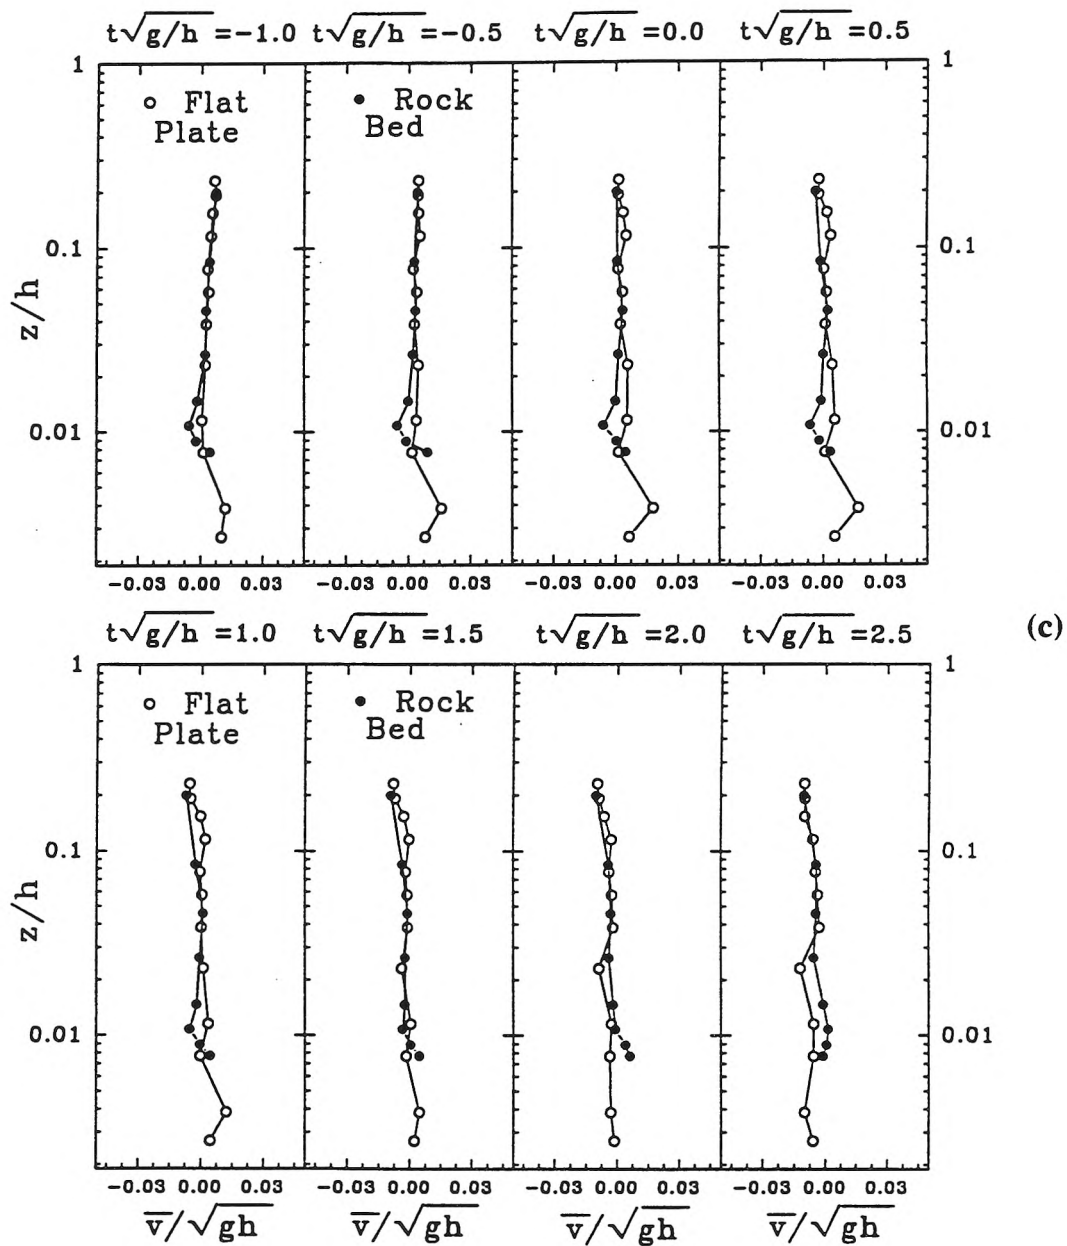 t√g/h =-1.0 t√g/h =-0.5 t√g/h =0.0 t√g/h =0.5
1 1
Flat Plate
Rock Bed
0.1 0.1
z/h
0.01 0.01
-0.03 0.00 0.03 -0.03 0.00 0.03 -0.03 0.00 0.03 -0.03 0.00 0.03
t√g/h =1.0 t√g/h =1.5 t√g/h =2.0 t√g/h =2.5
(c)
1 1
Flat Plate
Rock Bed
0.1 0.1
z/h
0.01 0.01
-0.03 0.00 0.03 -0.03 0.00 0.03 -0.03 0.00 0.03 -0.03 0.00 0.03
v̅/√gh v̅/√gh v̅/√gh v̅/√gh